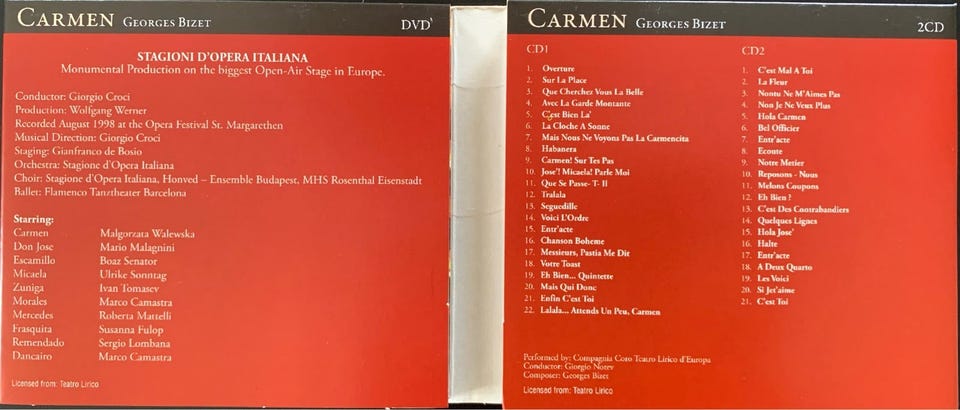 CARMEN GEORGES BIZET DVD
STAGIONI D'OPERA ITALIANA
Monumental Production on the biggest Open-Air Stage in Europe.
Conductor: Giorgio Croci
Production: Wolfgang Werner
Recorded August 1998 at the Opera Festival St. Margarethen
Musical Direction: Giorgio Croci
Staging: Gianfranco de Bosio
Orchestra: Stagione d'Opera Italiana
Choir: Stagione d'Opera Italiana, Honved – Ensemble Budapest, MHS Rosenthal Eisenstadt
Ballet: Flamenco Tanztheater Barcelona
Starring:
Carmen Malgorzata Walewska
Don Jose Mario Malagnini
Escamillo Boaz Senator
Micaela Ulrike Sonntag
Zuniga Ivan Tomasev
Morales Marco Camastra
Mercedes Roberta Mattelli
Frasquita Susanna Fulop
Remendado Sergio Lombana
Dancairo Marco Camastra
Licensed from: Teatro Lirico
CARMEN GEORGES BIZET 2CD
CD1
1. Overture
2. Sur La Place
3. Que Cherchez Vous La Belle
4. Avec La Garde Montante
5. C'est Bien La'
6. La Cloche A Sonne
7. Mais Nous Ne Voyons Pas La Carmencita
8. Habanera
9. Carmen! Sur Tes Pas
10. Jose'! Micaela! Parle Moi
11. Que Se Passe- T- Il
12. Tralala
13. Seguedille
14. Voici L'Ordre
15. Entr'acte
16. Chanson Boheme
17. Messieurs, Pastia Me Dit
18. Votre Toast
19. Eh Bien... Quintette
20. Mais Qui Donc
21. Enfin C'est Toi
22. Lalala... Attends Un Peu, Carmen
CD2
1. C'est Mal A Toi
2. La Fleur
3. Nontu Ne M'Aimes Pas
4. Non Je Ne Veux Plus
5. Hola Carmen
6. Bel Officier
7. Entr'acte
8. Ecoute
9. Notre Metier
10. Reposons - Nous
11. Melons Coupons
12. Eh Bien ?
13. C'est Des Contrabandiers
14. Quelques Lignes
15. Hola Jose'
16. Halte
17. Entr'acte
18. A Deux Quarto
19. Les Voici
20. Si Jet'aime
21. C'est Toi
Performed by: Compagnia Coro Teatro Lirico d'Europa
Conductor: Giorgio Notev
Composer: Georges Bizet
Licensed from: Teatro Lirico